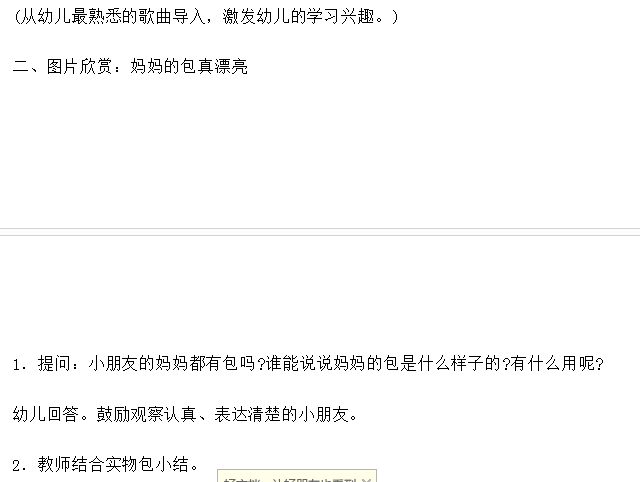 (从幼儿最熟悉的歌曲导入，激发幼儿的学习兴趣。)
二、图片欣赏：妈妈的包真漂亮
1. 提问：小朋友的妈妈都有包吗?谁能说说妈妈的包是什么样子的?有什么用呢?
幼儿回答。鼓励观察认真、表达清楚的小朋友。
2. 教师结合实物包小结。